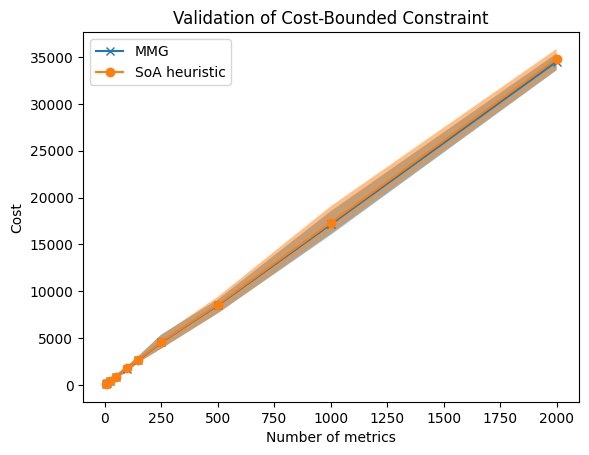 Validation of Cost-Bounded Constraint
MMG
SoA heuristic
35000
30000
25000
20000
15000
10000
5000
0
Cost
0 250 500 750 1000 1250 1500 1750 2000
Number of metrics